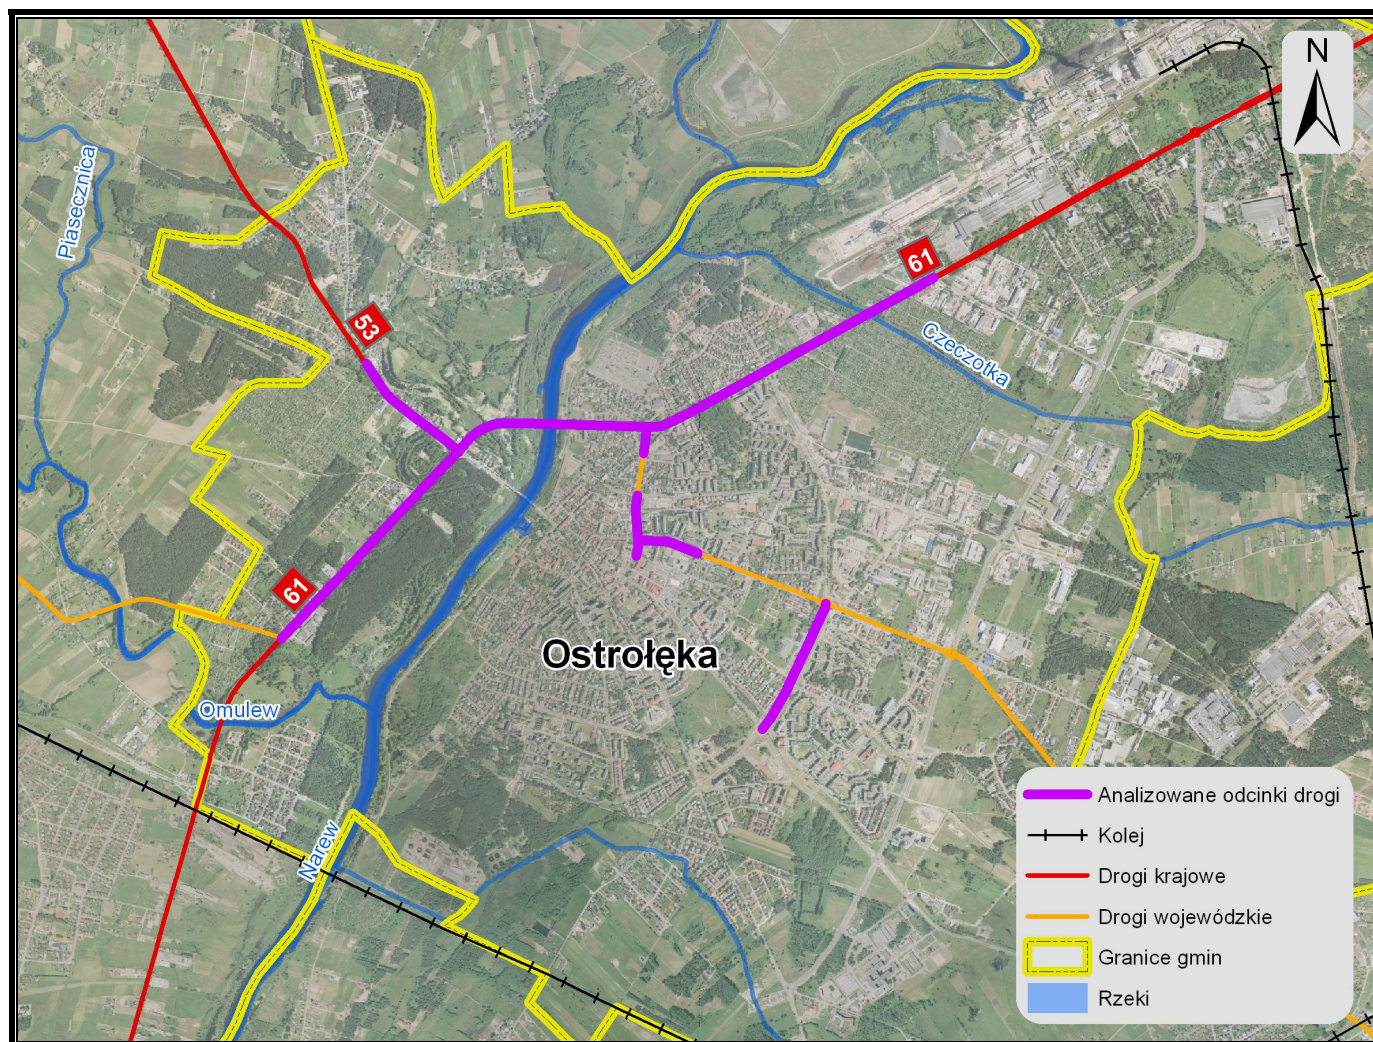 N
Piasecznica
61
53
Czeczotka
61
Ostrołęka
Omulew
Narew
Analizowane odcinki drogi
Kolej
Drogi krajowe
Drogi wojewódzkie
Granice gmin
Rzeki